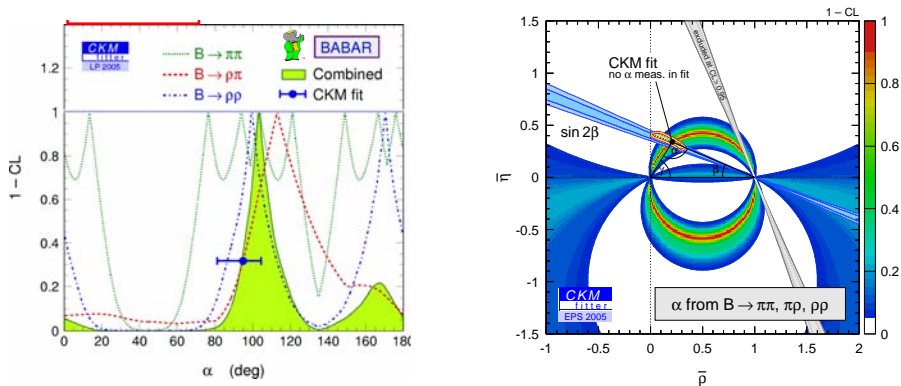 CKM
fitter
LP 2005
B → ππ
B → ρπ
B → ρρ
BABAR
Combined
CKM fit
1 – CL
1.2
1
0.8
0.6
0.4
0.2
0
0 20 40 60 80 100 120 140 160 180
α (deg)
1 – CL
excluded at CL > 0.95
CKM fit
no α meas. in fit
sin 2β
α
β
η̄
1.5
1
0.5
0
-0.5
-1
-1.5
-1 -0.5 0 0.5 1 1.5 2
ρ̄
CKM
fitter
EPS 2005
α from B → ππ, πρ, ρρ
1
0.8
0.6
0.4
0.2
0